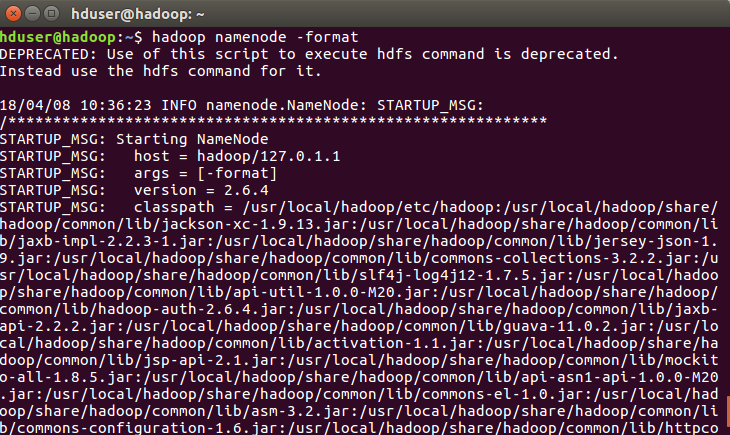 hduser@hadoop: ~
hduser@hadoop:~$ hadoop namenode -format
DEPRECATED: Use of this script to execute hdfs command is deprecated.
Instead use the hdfs command for it.
18/04/08 10:36:23 INFO namenode.NameNode: STARTUP_MSG:
/************************************************************
STARTUP_MSG: Starting NameNode
STARTUP_MSG:   host = hadoop/127.0.1.1
STARTUP_MSG:   args = [-format]
STARTUP_MSG:   version = 2.6.4
STARTUP_MSG:   classpath = /usr/local/hadoop/etc/hadoop:/usr/local/hadoop/share/
hadoop/common/lib/jackson-xc-1.9.13.jar:/usr/local/hadoop/share/hadoop/common/li
b/jaxb-impl-2.2.3-1.jar:/usr/local/hadoop/share/hadoop/common/lib/jersey-json-1.
9.jar:/usr/local/hadoop/share/hadoop/common/lib/commons-collections-3.2.2.jar:/u
sr/local/hadoop/share/hadoop/common/lib/slf4j-log4j12-1.7.5.jar:/usr/local/hadoo
p/share/hadoop/common/lib/api-util-1.0.0-M20.jar:/usr/local/hadoop/share/hadoop/
common/lib/hadoop-auth-2.6.4.jar:/usr/local/hadoop/share/hadoop/common/lib/jaxb-
api-2.2.2.jar:/usr/local/hadoop/share/hadoop/common/lib/guava-11.0.2.jar:/usr/lo
cal/hadoop/share/hadoop/common/lib/activation-1.1.jar:/usr/local/hadoop/share/ha
doop/common/lib/jsp-api-2.1.jar:/usr/local/hadoop/share/hadoop/common/lib/mockit
o-all-1.8.5.jar:/usr/local/hadoop/share/hadoop/common/lib/api-asn1-api-1.0.0-M20
.jar:/usr/local/hadoop/share/hadoop/common/lib/commons-el-1.0.jar:/usr/local/had
oop/share/hadoop/common/lib/asm-3.2.jar:/usr/local/hadoop/share/hadoop/common/li
b/commons-configuration-1.6.jar:/usr/local/hadoop/share/hadoop/common/lib/httpco